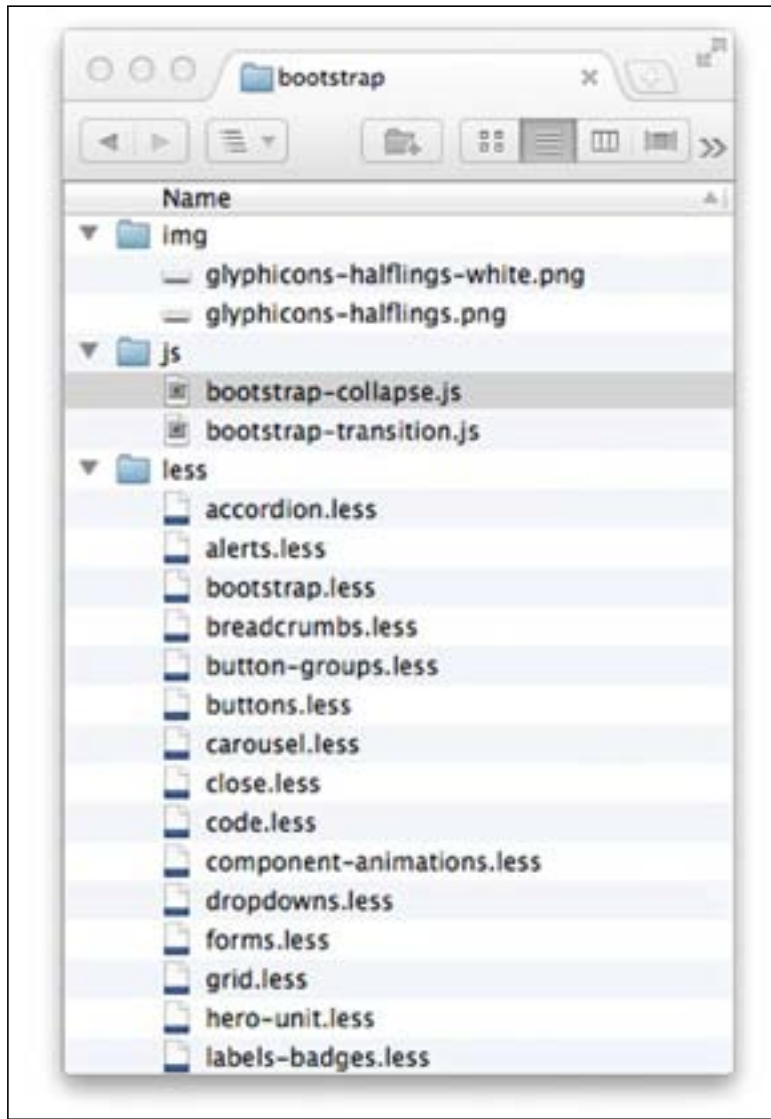 bootstrap
Name
img
glyphicons-halflings-white.png
glyphicons-halflings.png
js
bootstrap-collapse.js
bootstrap-transition.js
less
accordion.less
alerts.less
bootstrap.less
breadcrumbs.less
button-groups.less
buttons.less
carousel.less
close.less
code.less
component-animations.less
dropdowns.less
forms.less
grid.less
hero-unit.less
labels-badges.less